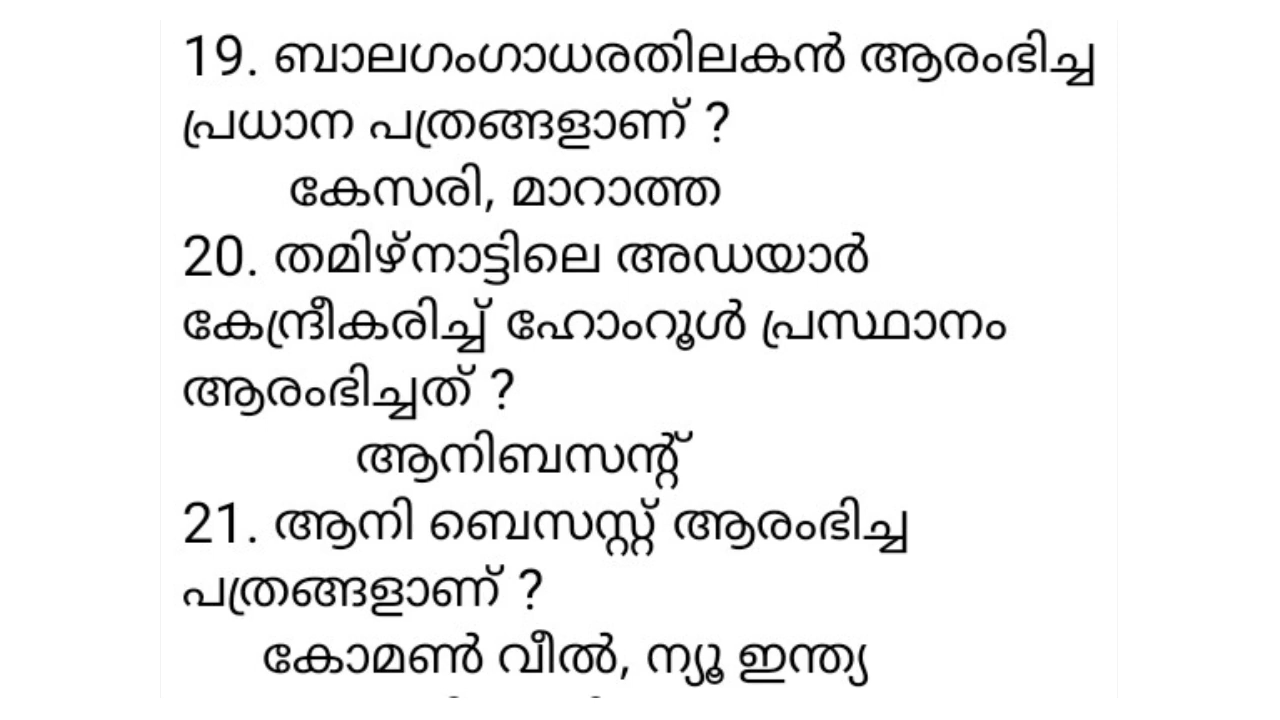 19. ബാലഗംഗാധരതിലകൻ ആരംഭിച്ച
പ്രധാന പത്രങ്ങളാണ് ?
കേസരി, മാറാത്ത
20. തമിഴ്നാട്ടിലെ അഡയാർ
കേന്ദ്രീകരിച്ച് ഹോംറൂൾ പ്രസ്ഥാനം
ആരംഭിച്ചത് ?
ആനിബസന്റ്
21. ആനി ബെസസ്റ്റ് ആരംഭിച്ച
പത്രങ്ങളാണ് ?
കോമൺ വീൽ, ന്യൂ ഇന്ത്യ